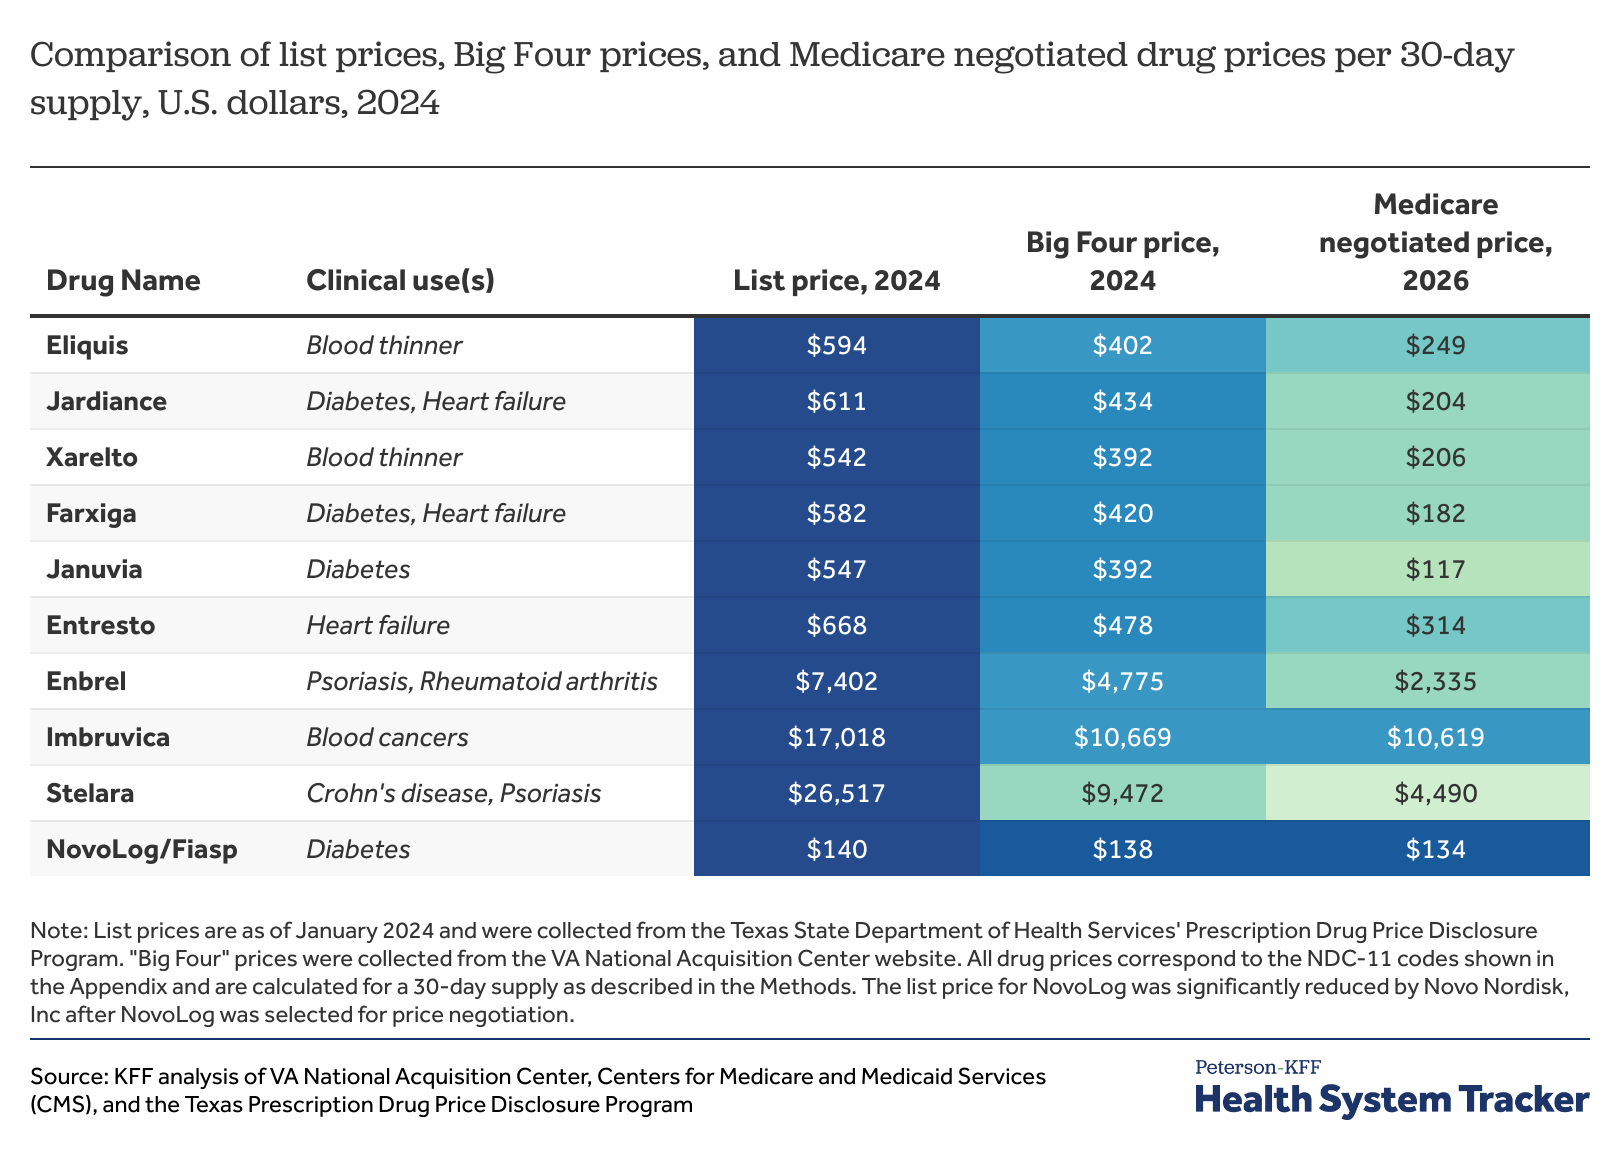 Comparison of list prices, Big Four prices, and Medicare negotiated drug prices per 30-day
supply, U.S. dollars, 2024
Drug Name Clinical use(s) List price, 2024 Big Four price, 2024 Medicare negotiated price, 2026
Eliquis Blood thinner $594 $402 $249
Jardiance Diabetes, Heart failure $611 $434 $204
Xarelto Blood thinner $542 $392 $206
Farxiga Diabetes, Heart failure $582 $420 $182
Januvia Diabetes $547 $392 $117
Entresto Heart failure $668 $478 $314
Enbrel Psoriasis, Rheumatoid arthritis $7,402 $4,775 $2,335
Imbruvica Blood cancers $17,018 $10,669 $10,619
Stelara Crohn's disease, Psoriasis $26,517 $9,472 $4,490
NovoLog/Fiasp Diabetes $140 $138 $134
Note: List prices are as of January 2024 and were collected from the Texas State Department of Health Services' Prescription Drug Price Disclosure
Program. "Big Four" prices were collected from the VA National Acquisition Center website. All drug prices correspond to the NDC-11 codes shown in
the Appendix and are calculated for a 30-day supply as described in the Methods. The list price for NovoLog was significantly reduced by Novo Nordisk,
Inc after NovoLog was selected for price negotiation.
Source: KFF analysis of VA National Acquisition Center, Centers for Medicare and Medicaid Services
(CMS), and the Texas Prescription Drug Price Disclosure Program
Peterson-KFF
Health System Tracker